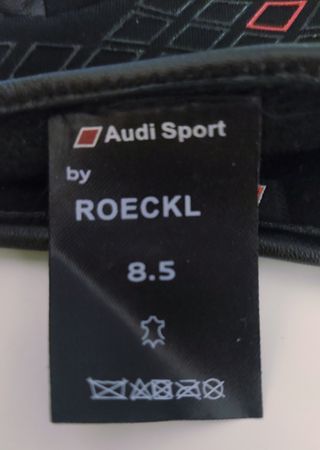 Audi Sport
by
ROECKL
8.5